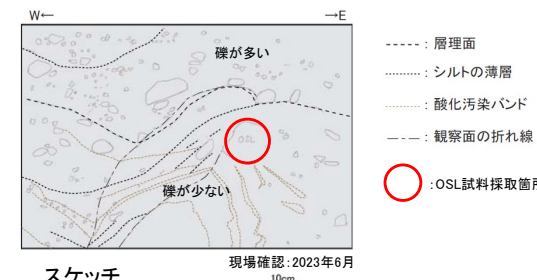 W←
→E
礫が多い
OSL
礫が少ない
-----：層理面
........：シルトの薄層
........：酸化汚染バンド
—-—：観察面の折れ線
：OSL試料採取箇所
現場確認：2023年6月
スケッチ
10cm